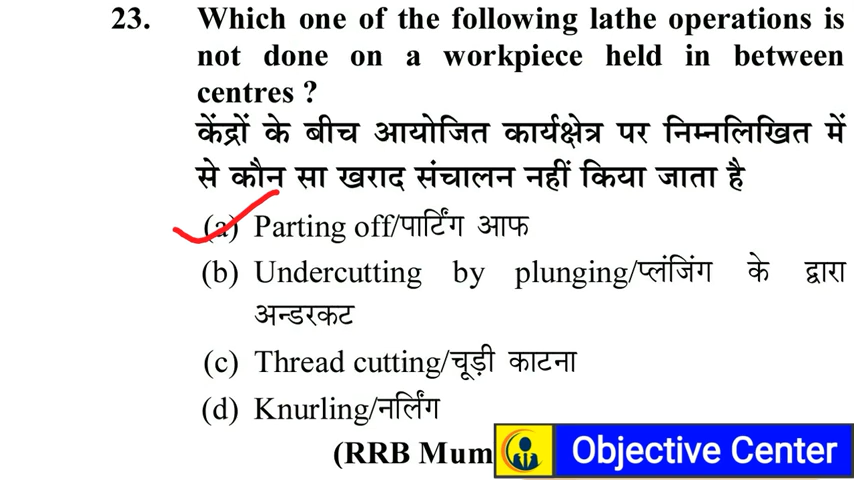 23. Which one of the following lathe operations is
not done on a workpiece held in between
centres ?
केंद्रों के बीच आयोजित कार्यक्षेत्र पर निम्नलिखित में
से कौन सा खराद संचालन नहीं किया जाता है
(a) Parting off/पार्टिंग आफ
(b) Undercutting by plunging/प्लंजिंग के द्वारा
अन्डरकट
(c) Thread cutting/चूड़ी काटना
(d) Knurling/नर्लिंग
(RRB Mum
Objective Center